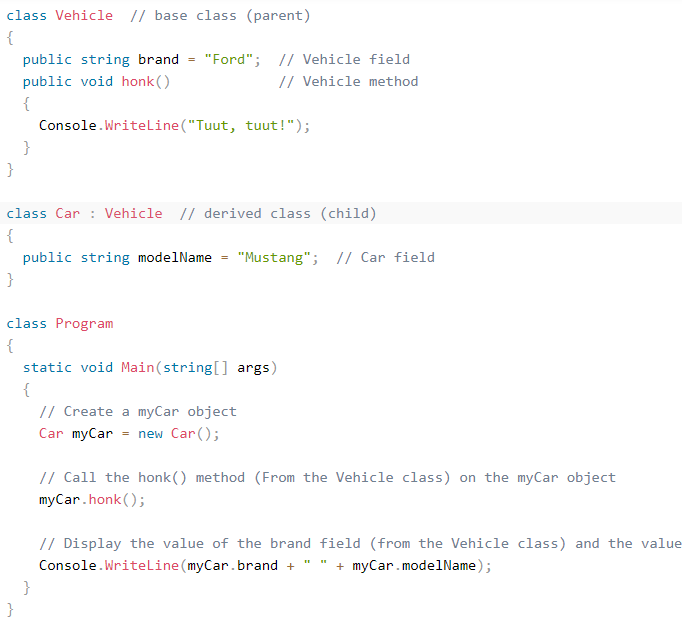 class Vehicle  // base class (parent)
{
  public string brand = "Ford";  // Vehicle field
  public void honk()             // Vehicle method
  {
    Console.WriteLine("Tuut, tuut!");
  }
}

class Car : Vehicle  // derived class (child)
{
  public string modelName = "Mustang";  // Car field
}

class Program
{
  static void Main(string[] args)
  {
    // Create a myCar object
    Car myCar = new Car();

    // Call the honk() method (From the Vehicle class) on the myCar object
    myCar.honk();

    // Display the value of the brand field (from the Vehicle class) and the value
    Console.WriteLine(myCar.brand + " " + myCar.modelName);
  }
}